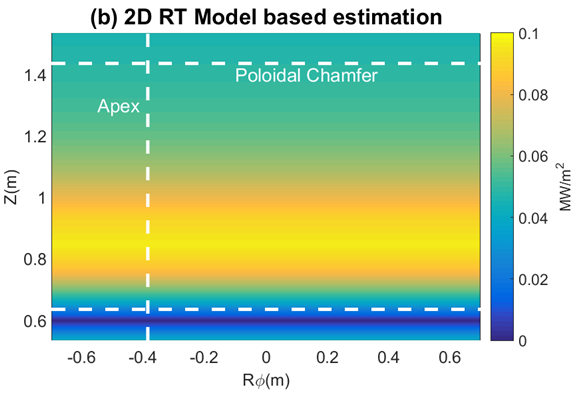 (b) 2D RT Model based estimation
Poloidal Chamfer
Apex
Z(m)
1.4
1.2
1
0.8
0.6
-0.6 -0.4 -0.2 0 0.2 0.4 0.6
Rϕ(m)
0.1
0.08
0.06
0.04
0.02
0
MW/m²